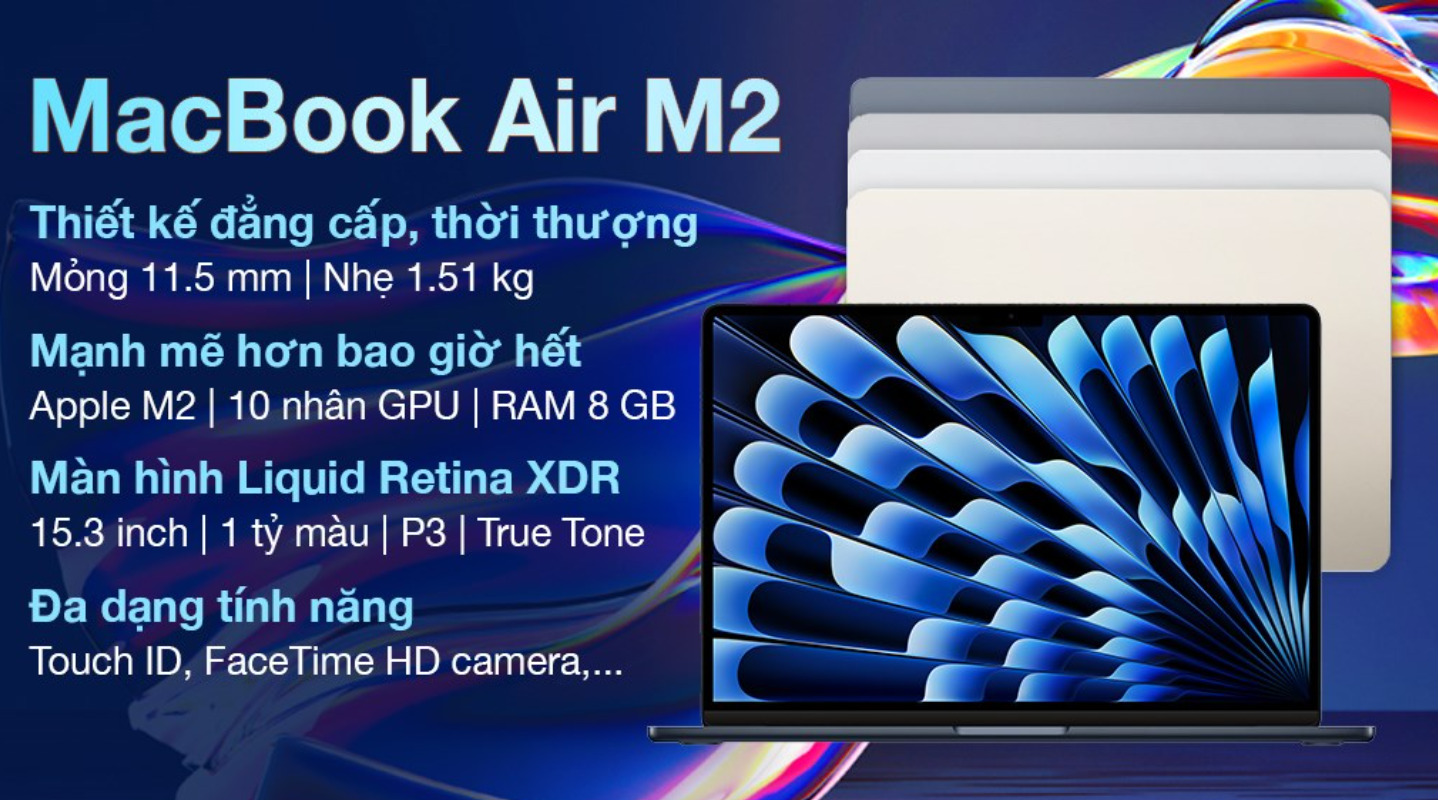 MacBook Air M2
Thiết kế đẳng cấp, thời thượng
Mỏng 11.5 mm | Nhẹ 1.51 kg
Mạnh mẽ hơn bao giờ hết
Apple M2 | 10 nhân GPU | RAM 8 GB
Màn hình Liquid Retina XDR
15.3 inch | 1 tỷ màu | P3 | True Tone
Đa dạng tính năng
Touch ID, FaceTime HD camera,...